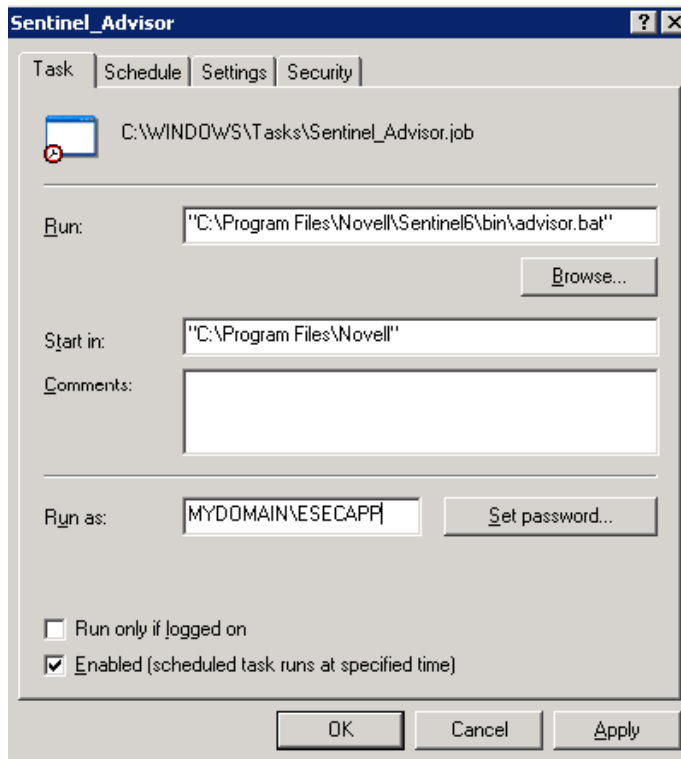 Sentinel_Advisor
Task Schedule Settings Security
C:\WINDOWS\Tasks\Sentinel_Advisor.job
Run: "C:\Program Files\Novell\Sentinel6\bin\advisor.bat"
Browse...
Start in: "C:\Program Files\Novell"
Comments:
Run as: MYDOMAIN\ESECAPP Set password...
Run only if logged on
Enabled (scheduled task runs at specified time)
OK Cancel Apply